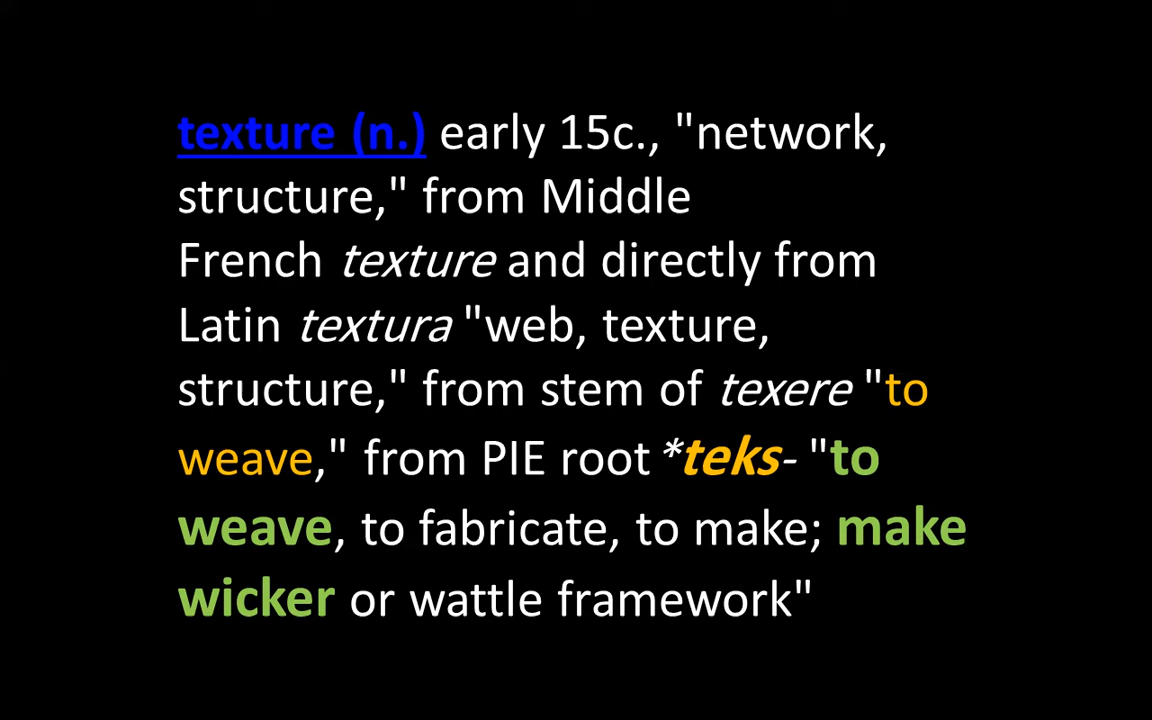 texture (n.) early 15c., "network,
structure," from Middle
French texture and directly from
Latin textura "web, texture,
structure," from stem of texere "to
weave," from PIE root *teks- "to
weave, to fabricate, to make; make
wicker or wattle framework"